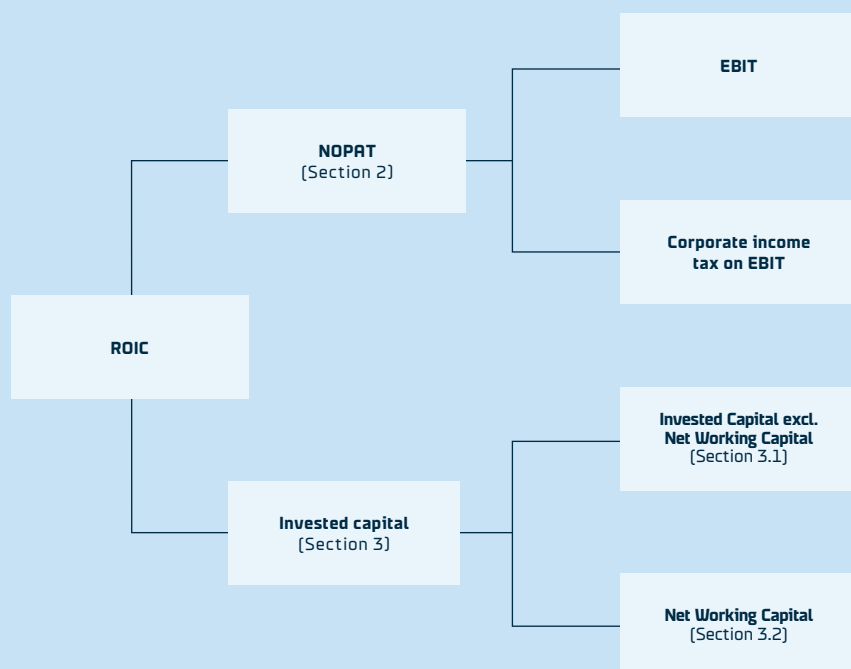 EBIT
NOPAT
(Section 2)
Corporate income
tax on EBIT
ROIC
Invested Capital excl.
Net Working Capital
(Section 3.1)
Invested capital
(Section 3)
Net Working Capital
(Section 3.2)